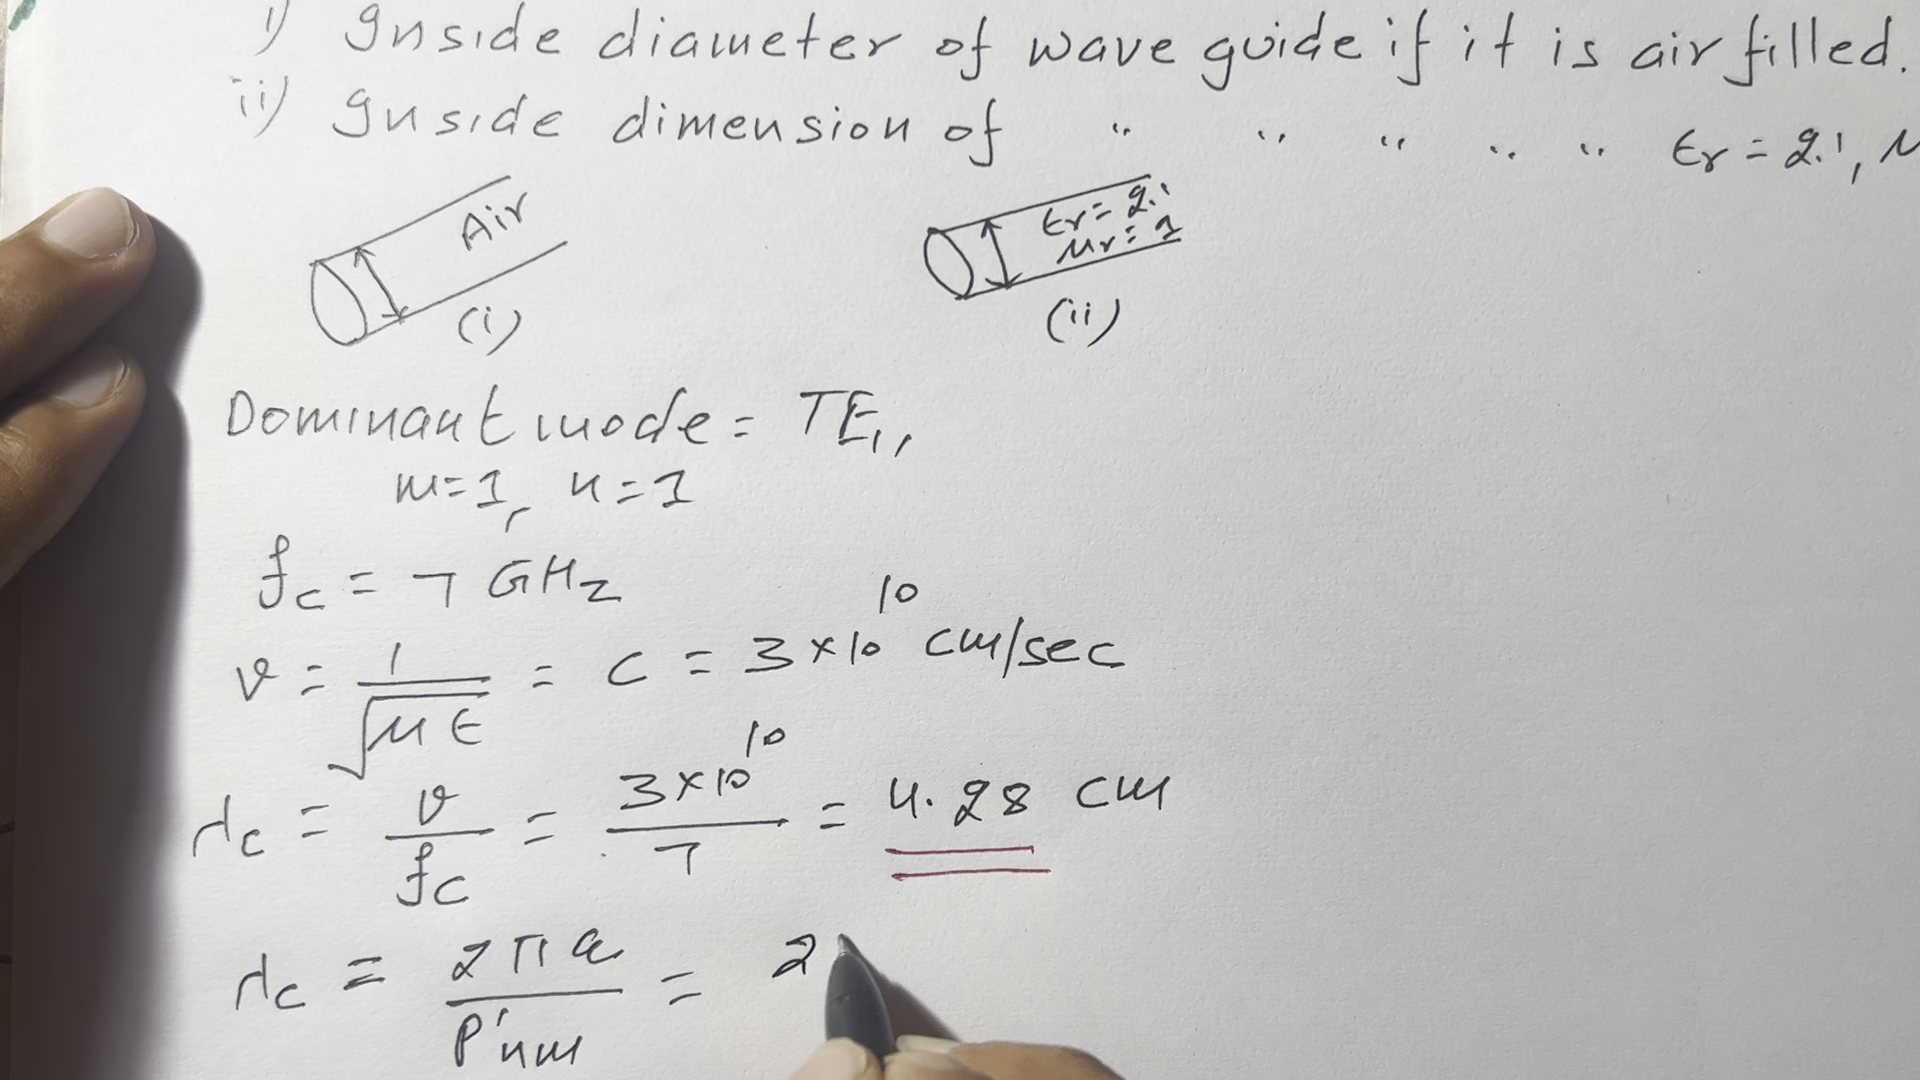 i) Inside diameter of wave guide if it is air filled.
ii) Inside dimension of " " " " " εr = 2.1, μ
Air
(i)
εr = 2.1
μr = 1
(ii)
Dominant mode = TE11
m=1, n=1
fc = 7 GHz
v = 1/√με = c = 3×10^10 cm/sec
λc = v/fc = 3×10^10/7 = 4.28 cm
λc = 2πa/P'nm = 2